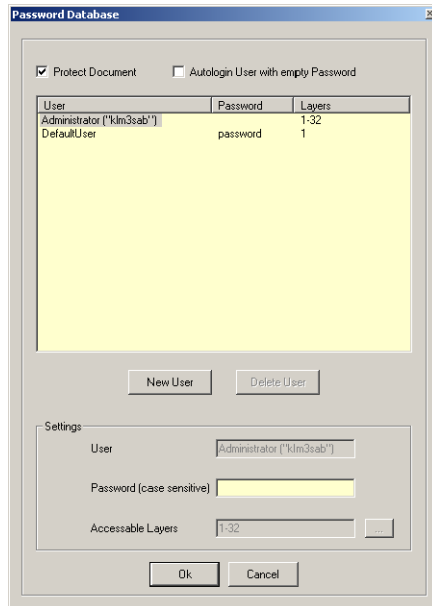 Password Database
Protect Document Autologin User with empty Password
User Password Layers
Administrator ("klm3sab") 1-32
DefaultUser password 1
New User Delete User
Settings
User Administrator ("klm3sab")
Password (case sensitive)
Accessable Layers 1-32 ...
Ok Cancel